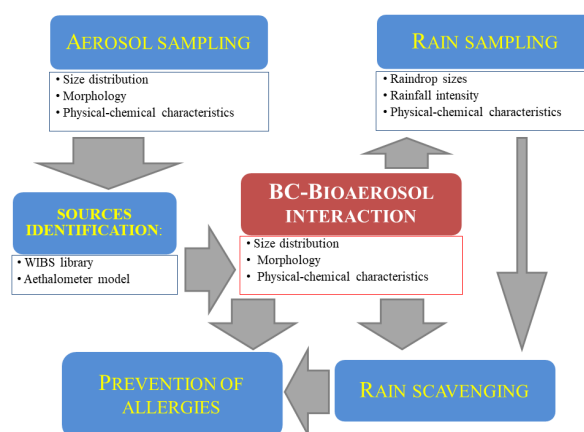 AEROSOL SAMPLING
• Size distribution
• Morphology
• Physical-chemical characteristics
RAIN SAMPLING
• Raindrop sizes
• Rainfall intensity
• Physical-chemical characteristics
SOURCES
IDENTIFICATION:
• WIBS library
• Aethalometer model
BC-BIOAEROSOL
INTERACTION
• Size distribution
• Morphology
• Physical-chemical characteristics
PREVENTION OF
ALLERGIES
RAIN SCAVENGING